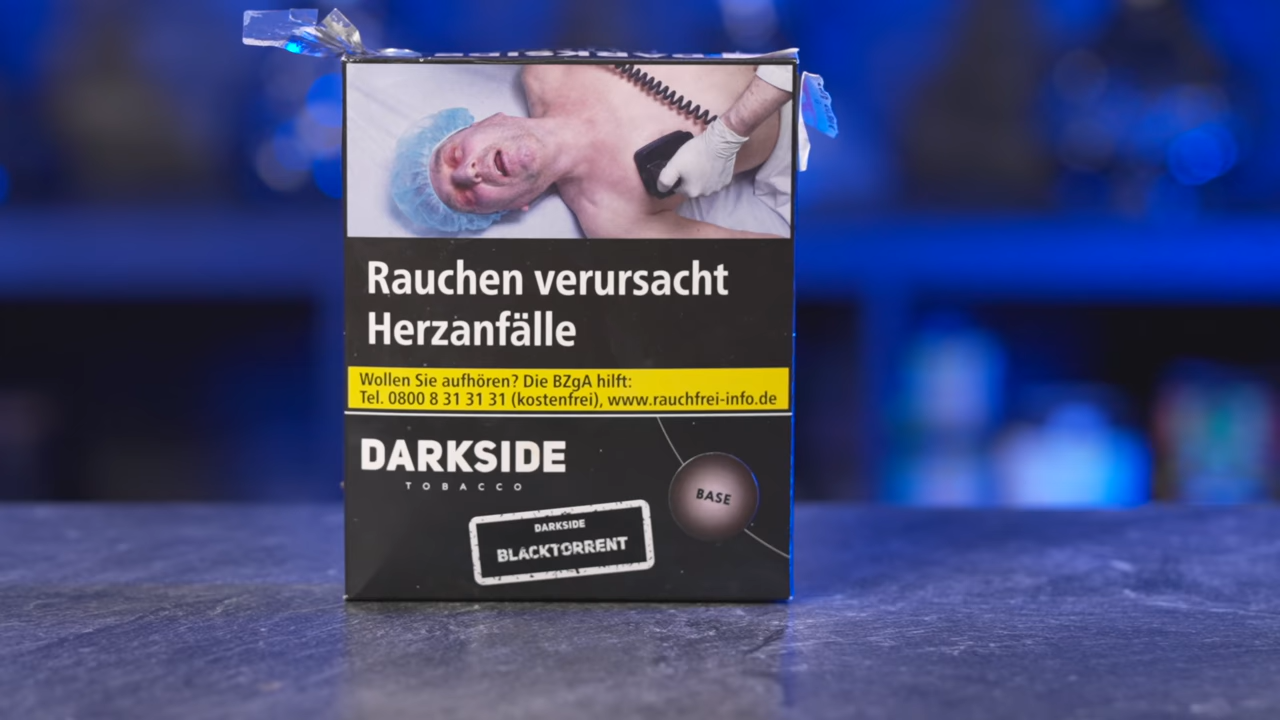 Rauchen verursacht
Herzanfälle
Wollen Sie aufhören? Die BZgA hilft:
Tel. 0800 8 31 31 31 (kostenfrei), www.rauchfrei-info.de
DARKSIDE
TOBACCO
BASE
DARKSIDE
BLACKTORRENT